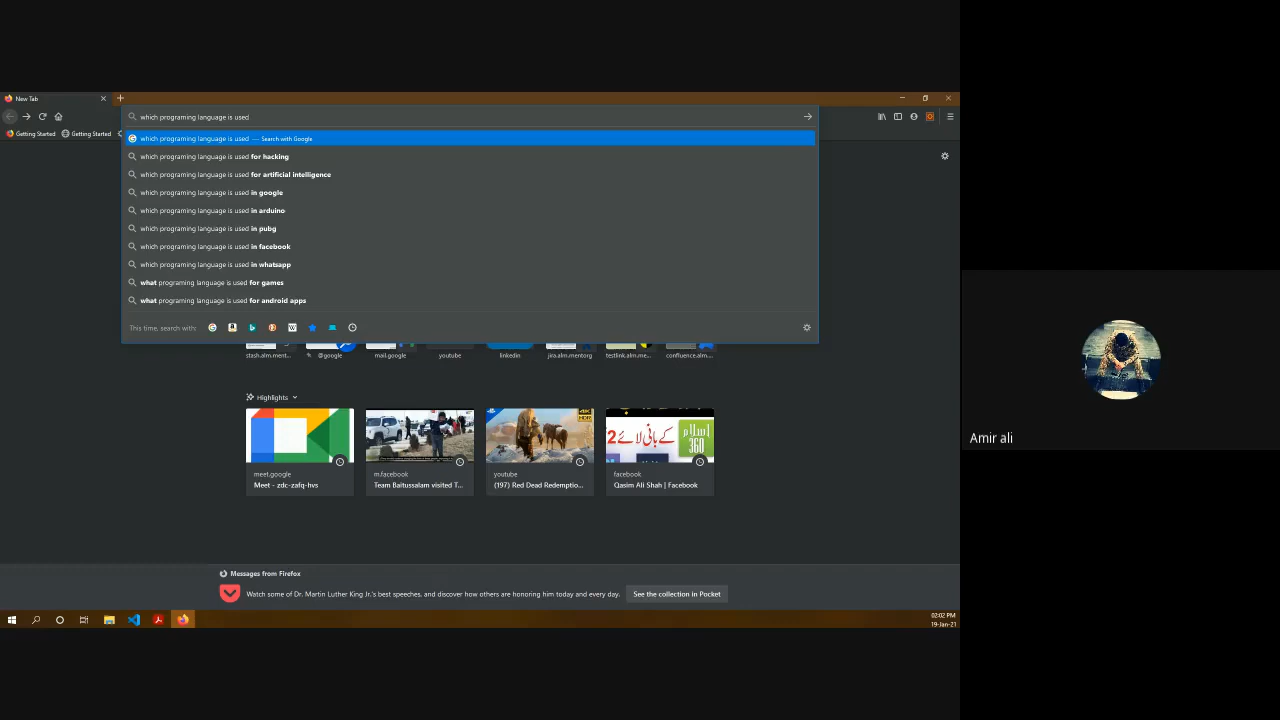 New Tab
which programing language is used
Getting Started
Getting Started
which programing language is used — Search with Google
which programing language is used for hacking
which programing language is used for artificial intelligence
which programing language is used in google
which programing language is used in arduino
which programing language is used in pubg
which programing language is used in facebook
which programing language is used in whatsapp
what programing language is used for games
what programing language is used for android apps
This time, search with:
stash.alm.ment...
@google
mail.google
youtube
linkedin
jira.alm.mentorg
testlink.alm.me...
confluence.alm....
Highlights
4K
HDR
کے بانی لائے 2
اسلام
360
meet.google
Meet - zdc-zafq-hvs
m.facebook
Team Baitussalam visited T...
youtube
(197) Red Dead Redemptio...
facebook
Qasim Ali Shah | Facebook
Amir ali
Messages from Firefox
Watch some of Dr. Martin Luther King Jr.'s best speeches, and discover how others are honoring him today and every day.
See the collection in Pocket
02:02 PM
19-Jan-21